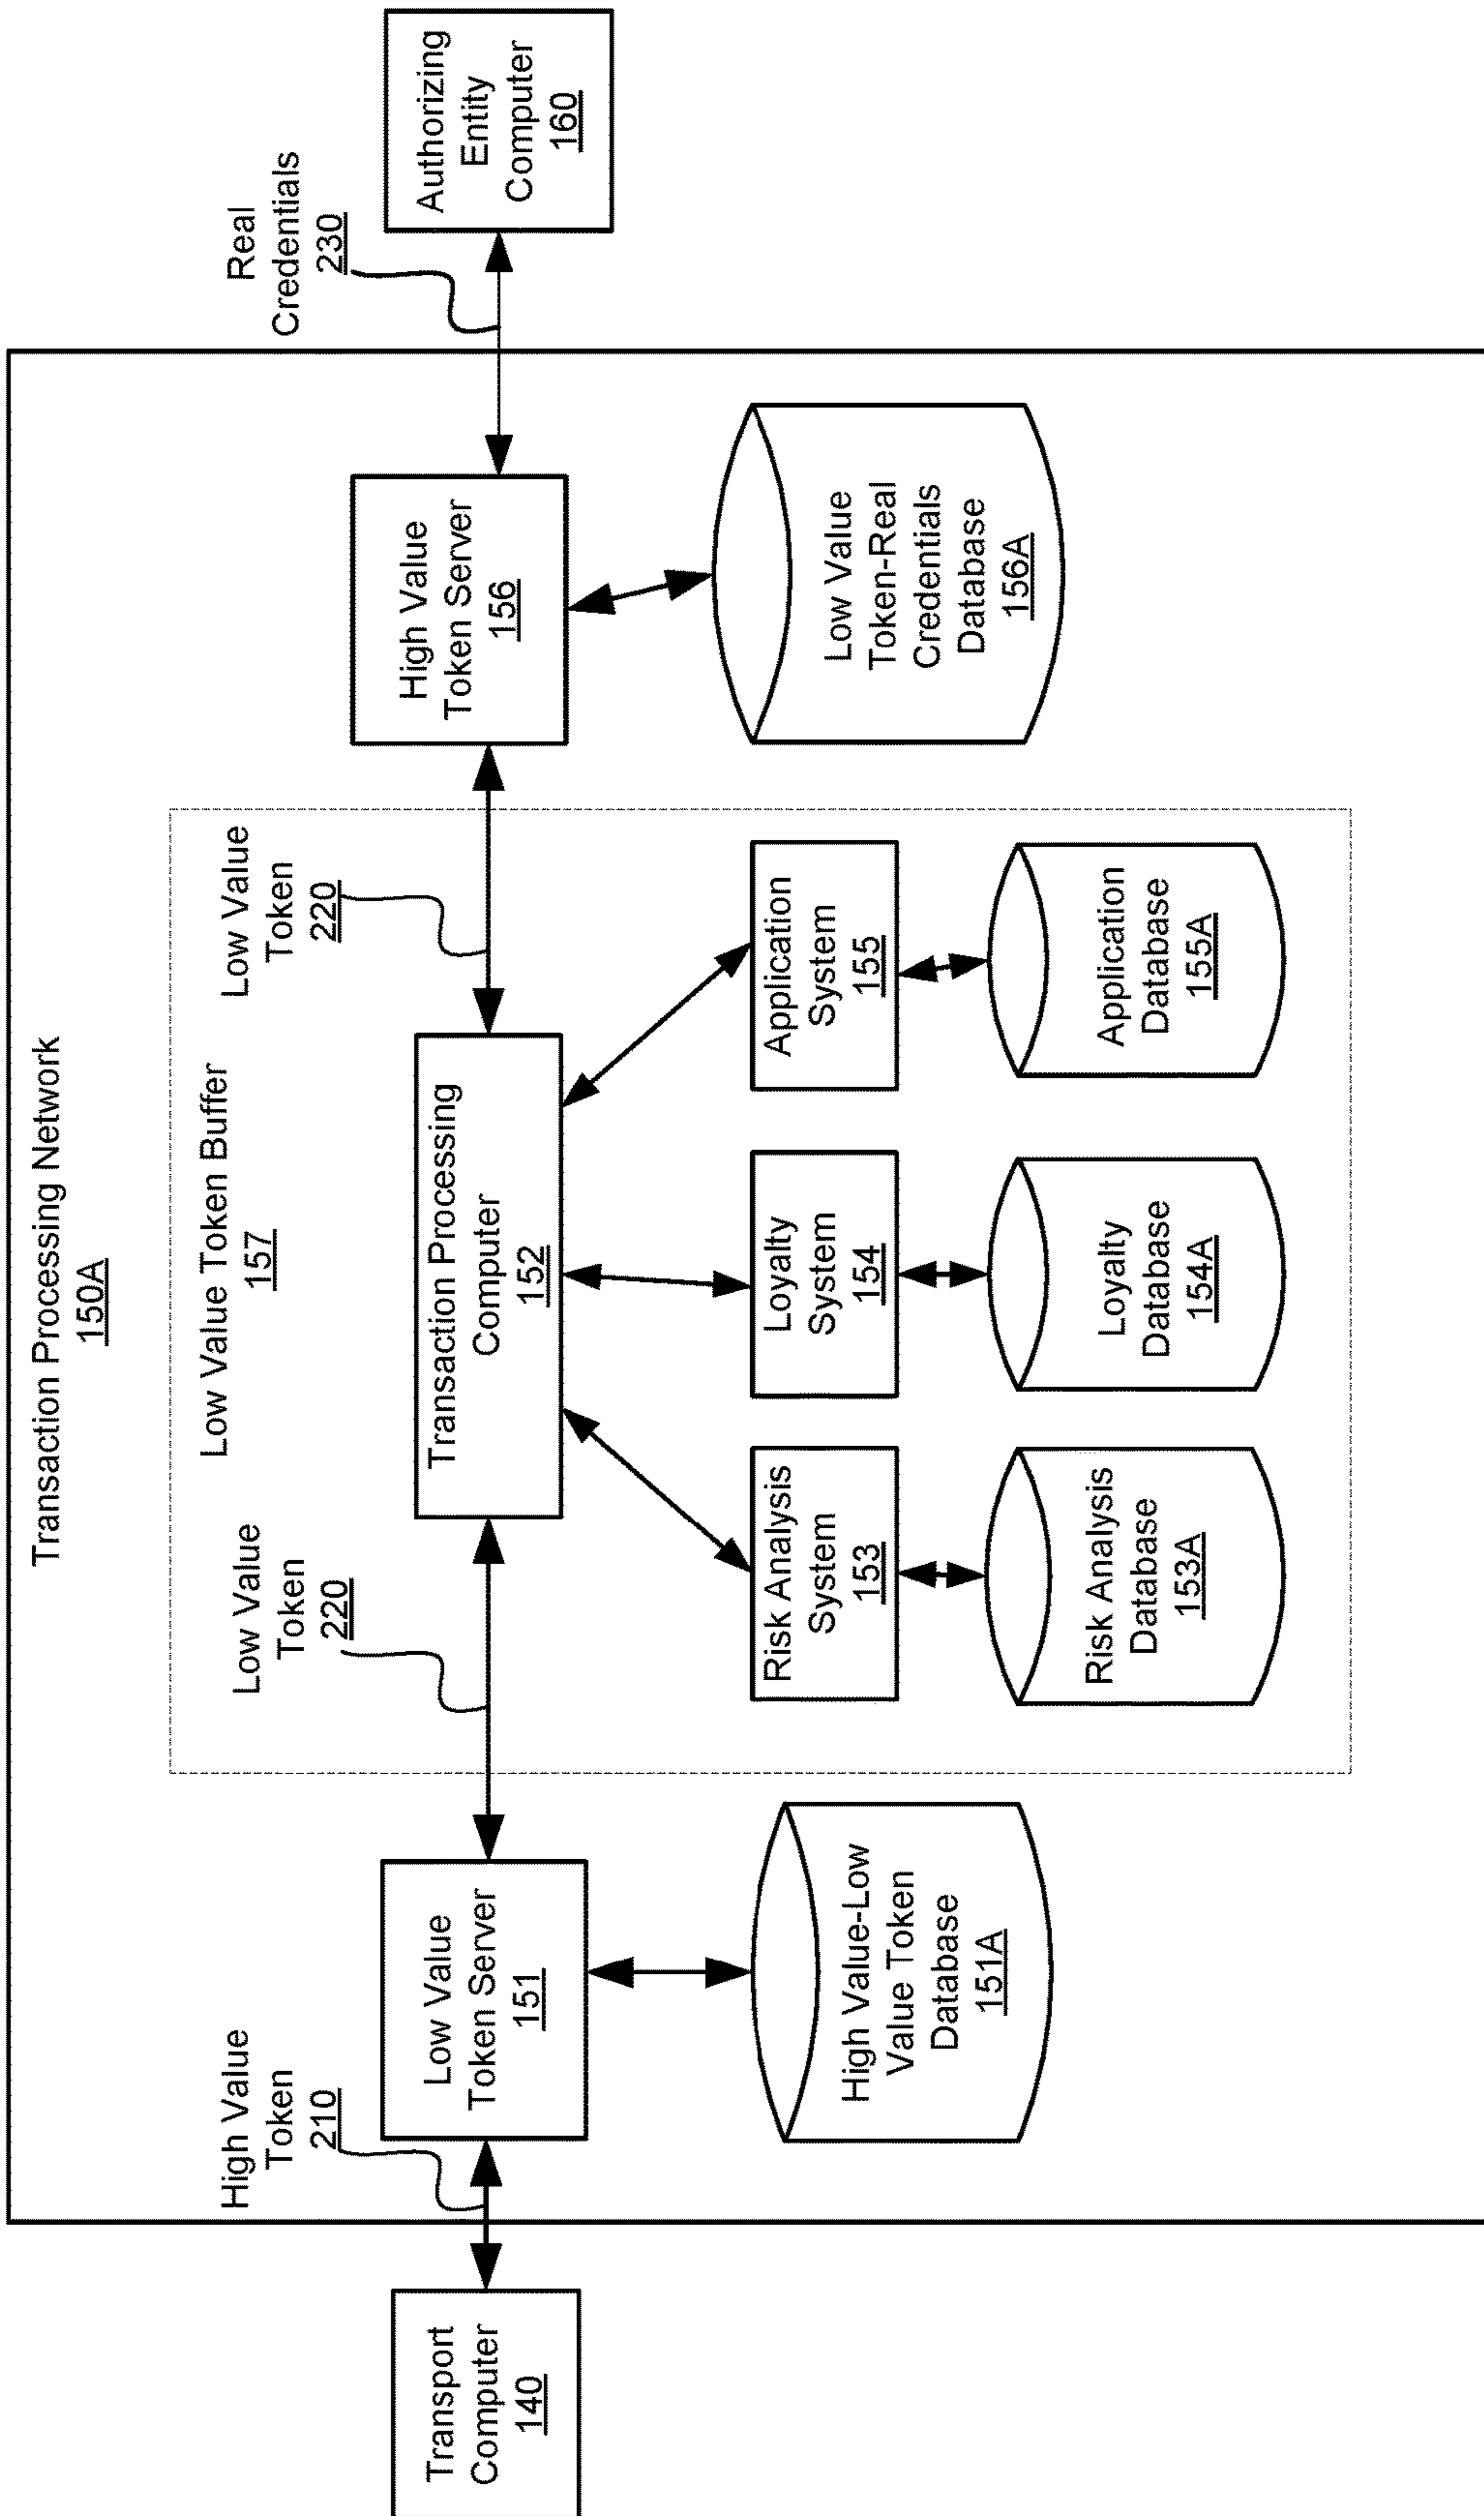 Transaction Processing Network
150A
Low Value Token Buffer
157
High Value
Token
210
Low Value
Token
220
Low Value
Token
220
Real
Credentials
230
Transport
Computer
140
Low Value
Token Server
151
Transaction Processing
Computer
152
High Value
Token Server
156
Authorizing
Entity
Computer
160
High Value-Low
Value Token
Database
151A
Risk Analysis
System
153
Loyalty
System
154
Application
System
155
Low Value
Token-Real
Credentials
Database
156A
Risk Analysis
Database
153A
Loyalty
Database
154A
Application
Database
155A